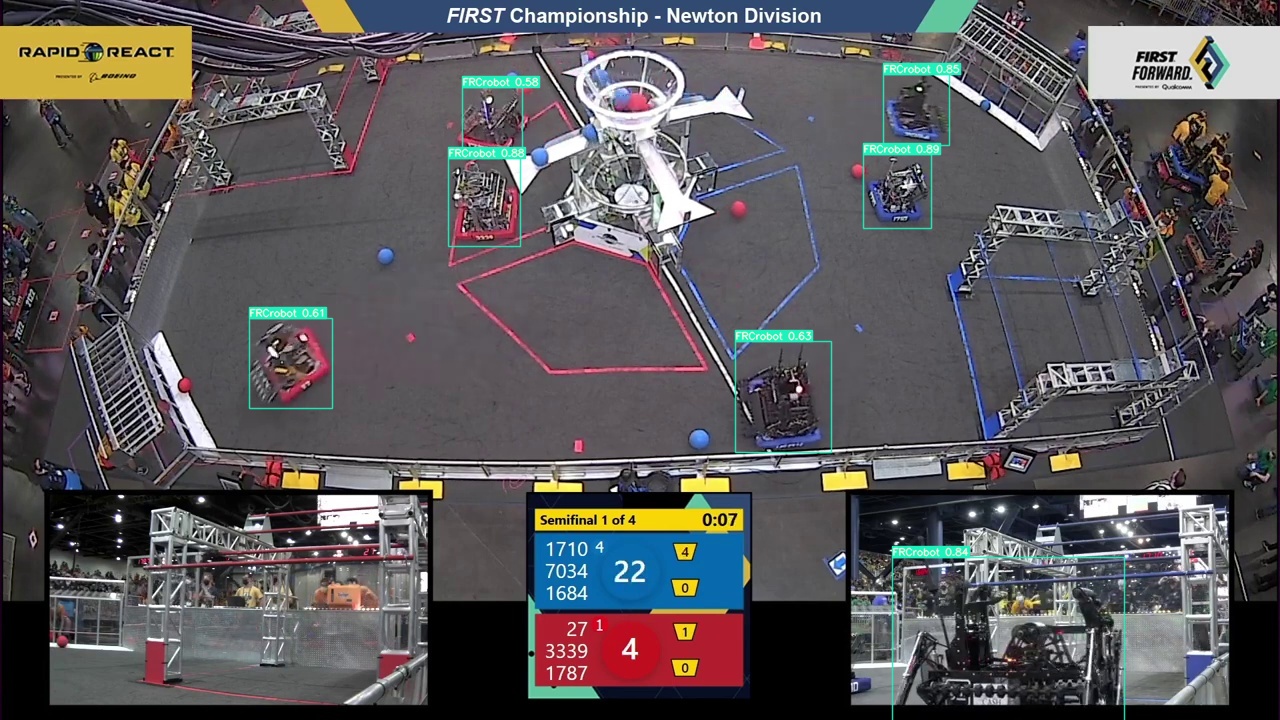 FIRST Championship - Newton Division
RAPID REACT
PRESENTED BY BOEING
FIRST
FORWARD
PRESENTED BY Qualcomm
FRCrobot 0.58
FRCrobot 0.85
FRCrobot 0.88
FRCrobot 0.89
FRCrobot 0.61
FRCrobot 0.63
Semifinal 1 of 4 0:07
1710 4
7034
1684
22
4
0
27 1
3339
1787
4
1
0
FRCrobot 0.84